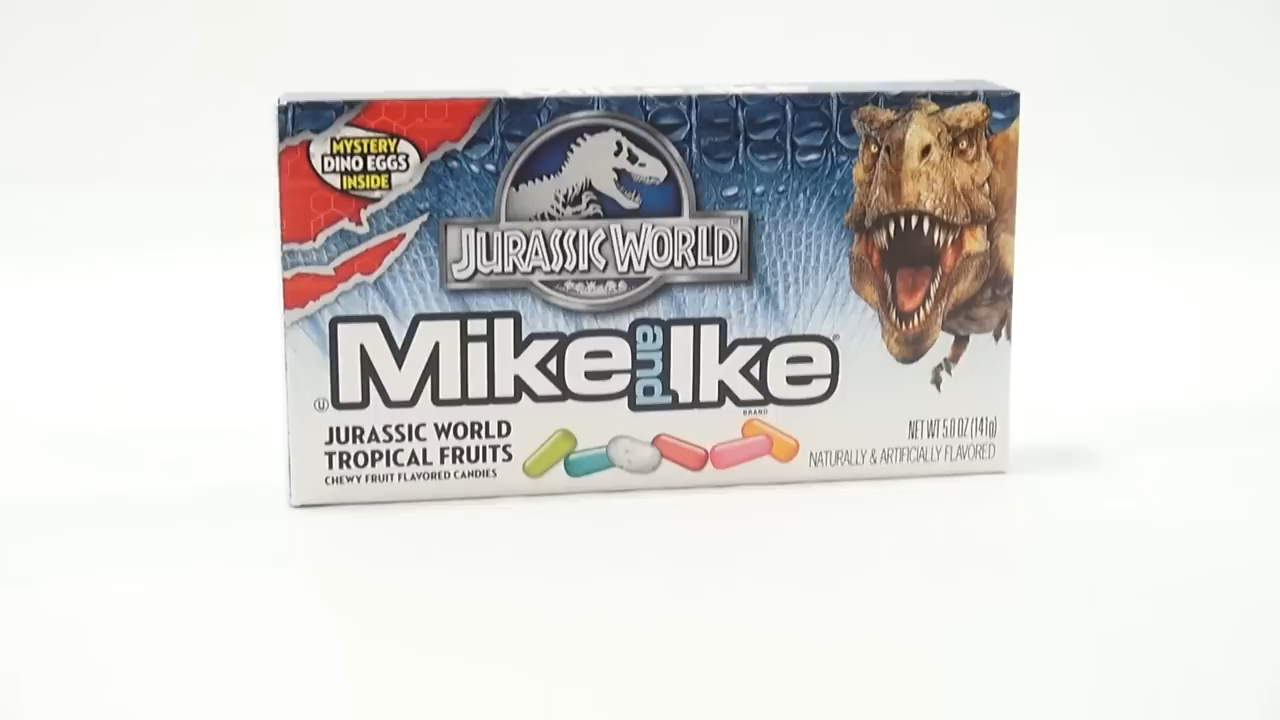 MYSTERY
DINO EGGS
INSIDE
JURASSIC WORLD™
Mike and Ike®
BRAND
JURASSIC WORLD
TROPICAL FRUITS
CHEWY FRUIT FLAVORED CANDIES
NET WT 5.0 OZ (141g)
NATURALLY & ARTIFICIALLY FLAVORED
U